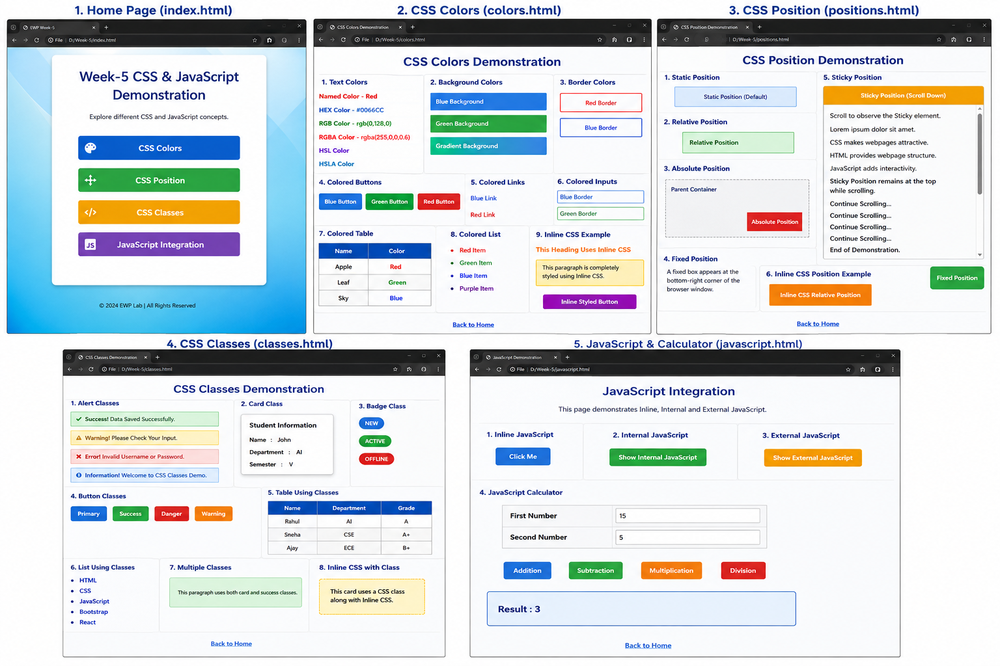 1. Home Page (index.html)
EWP Week-5
File | D:/Week-5/index.html
Week-5 CSS & JavaScript
Demonstration
Explore different CSS and JavaScript concepts.
CSS Colors
CSS Position
</> CSS Classes
JS JavaScript Integration
© 2024 EWP Lab | All Rights Reserved
2. CSS Colors (colors.html)
CSS Colors Demonstration
File | D:/Week-5/colors.html
CSS Colors Demonstration
1. Text Colors
Named Color - Red
HEX Color - #0066CC
RGB Color - rgb(0,128,0)
RGBA Color - rgba(255,0,0,0.6)
HSL Color
HSLA Color
2. Background Colors
Blue Background
Green Background
Gradient Background
3. Border Colors
Red Border
Blue Border
4. Colored Buttons
Blue Button Green Button Red Button
5. Colored Links
Blue Link
Red Link
6. Colored Inputs
Blue Border
Green Border
7. Colored Table
Name Color
Apple Red
Leaf Green
Sky Blue
8. Colored List
• Red Item
• Green Item
• Blue Item
• Purple Item
9. Inline CSS Example
This Heading Uses Inline CSS
This paragraph is completely
styled using Inline CSS.
Inline Styled Button
Back to Home
3. CSS Position (positions.html)
CSS Position Demonstration
D:/Week-5/positions.html
CSS Position Demonstration
1. Static Position
Static Position (Default)
2. Relative Position
Relative Position
3. Absolute Position
Parent Container
Absolute Position
4. Fixed Position
A fixed box appears at the
bottom-right corner of the
browser window.
5. Sticky Position
Sticky Position (Scroll Down)
Scroll to observe the Sticky element.
Lorem ipsum dolor sit amet.
CSS makes webpages attractive.
HTML provides webpage structure.
JavaScript adds interactivity.
Sticky Position remains at the top
while scrolling.
Continue Scrolling...
Continue Scrolling...
Continue Scrolling...
Continue Scrolling...
End of Demonstration.
6. Inline CSS Position Example
Inline CSS Relative Position
Fixed Position
Back to Home
4. CSS Classes (classes.html)
CSS Classes Demonstration
File | D:/Week-5/classes.html
CSS Classes Demonstration
1. Alert Classes
Success! Data Saved Successfully.
Warning! Please Check Your Input.
Error! Invalid Username or Password.
Information! Welcome to CSS Classes Demo.
2. Card Class
Student Information
Name : John
Department : AI
Semester : V
3. Badge Class
NEW
ACTIVE
OFFLINE
4. Button Classes
Primary Success Danger Warning
5. Table Using Classes
Name Department Grade
Rahul AI A
Sneha CSE A+
Ajay ECE B+
6. List Using Classes
• HTML
• CSS
• JavaScript
• Bootstrap
• React
7. Multiple Classes
This paragraph uses both card and success classes.
8. Inline CSS with Class
This card uses a CSS class
along with Inline CSS.
Back to Home
5. JavaScript & Calculator (javascript.html)
JavaScript Demonstration
File | D:/Week-5/javascript.html
JavaScript Integration
This page demonstrates Inline, Internal and External JavaScript.
1. Inline JavaScript
Click Me
2. Internal JavaScript
Show Internal JavaScript
3. External JavaScript
Show External JavaScript
4. JavaScript Calculator
First Number 15
Second Number 5
Addition Subtraction Multiplication Division
Result : 3
Back to Home